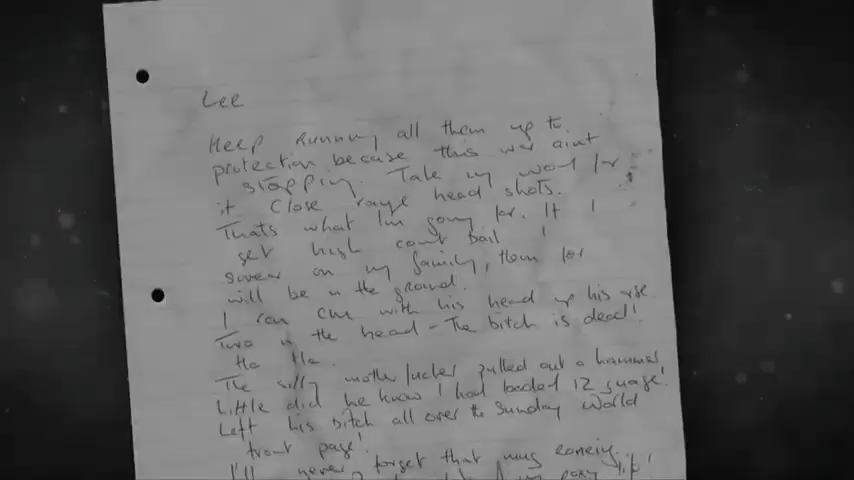 Lee
Keep running all them up to
protection because this war aint
stopping. Take my word for
it Close range head shots.
Thats what Im going for. If I
get high court bail I
swear on my family, them for
will be in the ground.
I ran with his head up his
Two in the head - The bitch is dead!
Ha Ha
The silly mother fucker pulled out a hammer
Little did he know I had loaded 12 guage!
Left his bitch all over the Sunday World
front page!
I'll never forget that